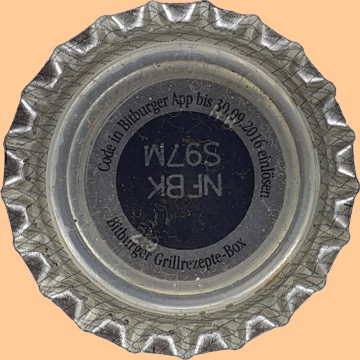 Code in Bitburger App bis 30.09.2016 einlösen
NFBK
S97M
Bitburger Grillrezepte-Box